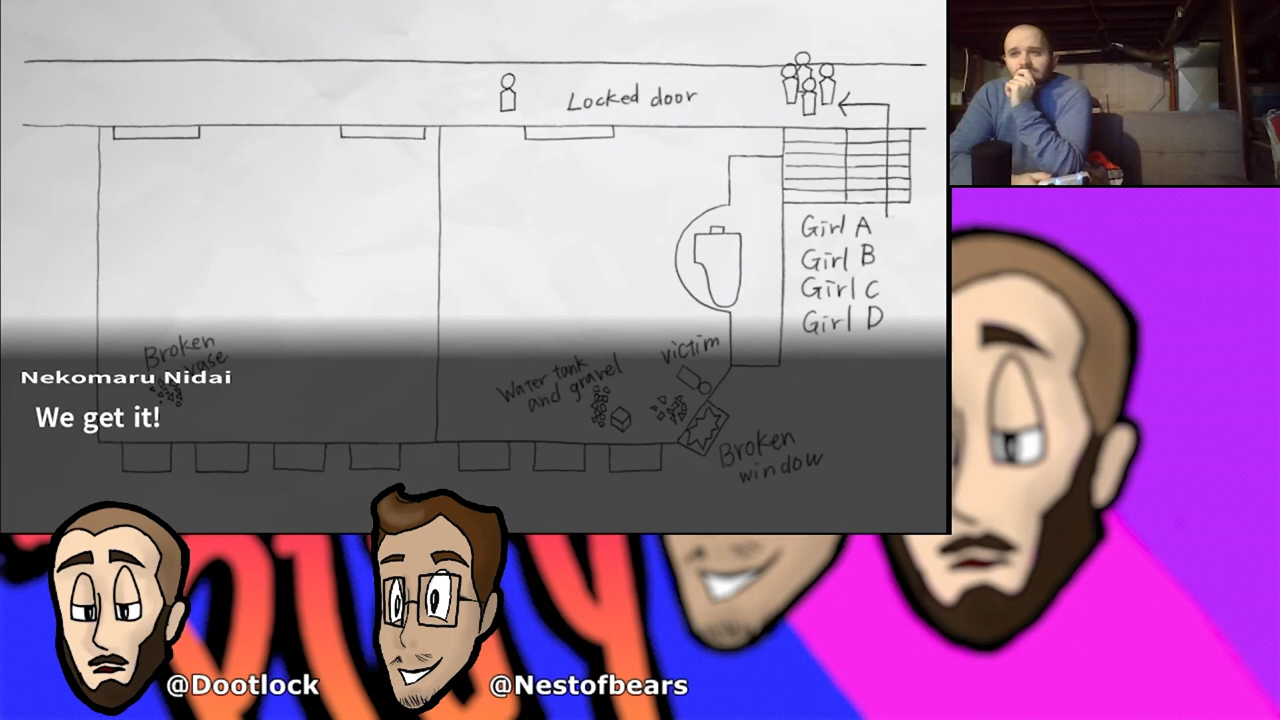 Locked door
Girl A
Girl B
Girl C
Girl D
Broken
vase
Water tank
and gravel
victim
Broken
window
Nekomaru Nidai
We get it!
@Dootlock
@Nestofbears